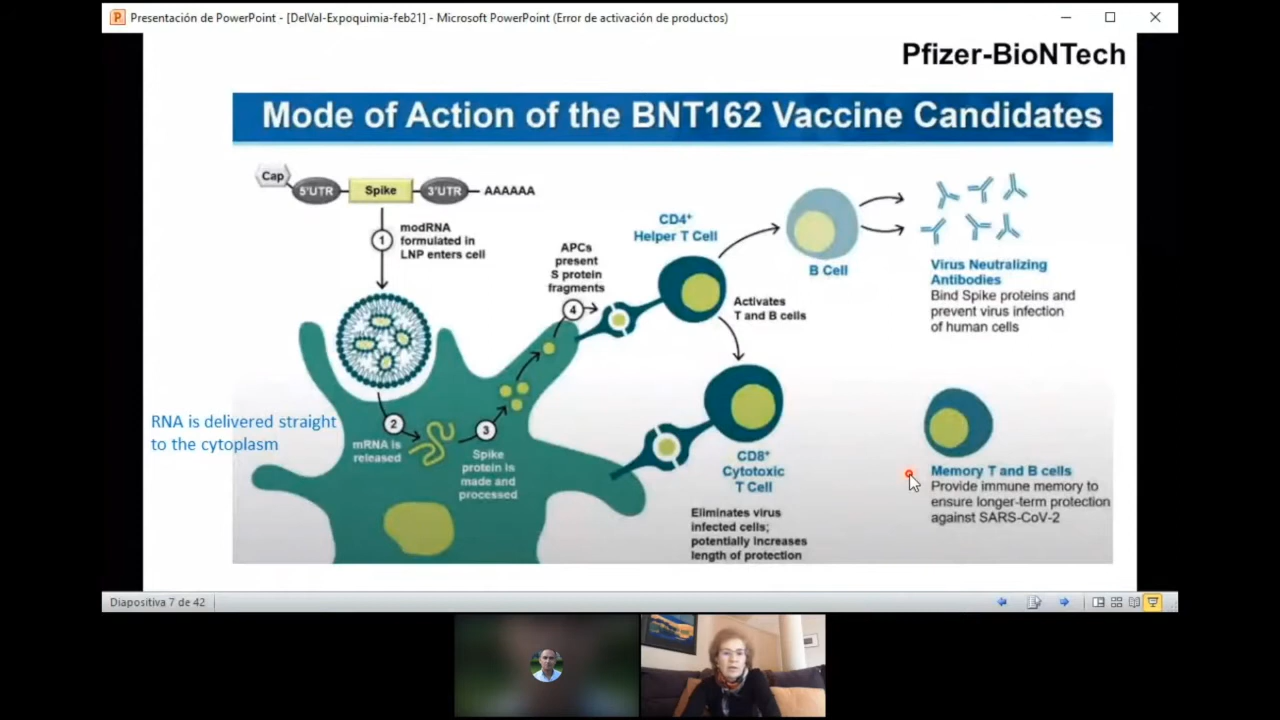 Presentación de PowerPoint - [DelVal-Expoquimia-feb21] - Microsoft PowerPoint (Error de activación de productos)
Pfizer-BioNTech
Mode of Action of the BNT162 Vaccine Candidates
Cap
5'UTR
Spike
3'UTR
AAAAAA
1
modRNA
formulated in
LNP enters cell
APCs
present
S protein
fragments
4
CD4+
Helper T Cell
B Cell
Virus Neutralizing
Antibodies
Bind Spike proteins and
prevent virus infection
of human cells
Activates
T and B cells
RNA is delivered straight
to the cytoplasm
2
mRNA is
released
3
Spike
protein is
made and
processed
CD8+
Cytotoxic
T Cell
Eliminates virus
infected cells;
potentially increases
length of protection
Memory T and B cells
Provide immune memory to
ensure longer-term protection
against SARS-CoV-2
Diapositiva 7 de 42